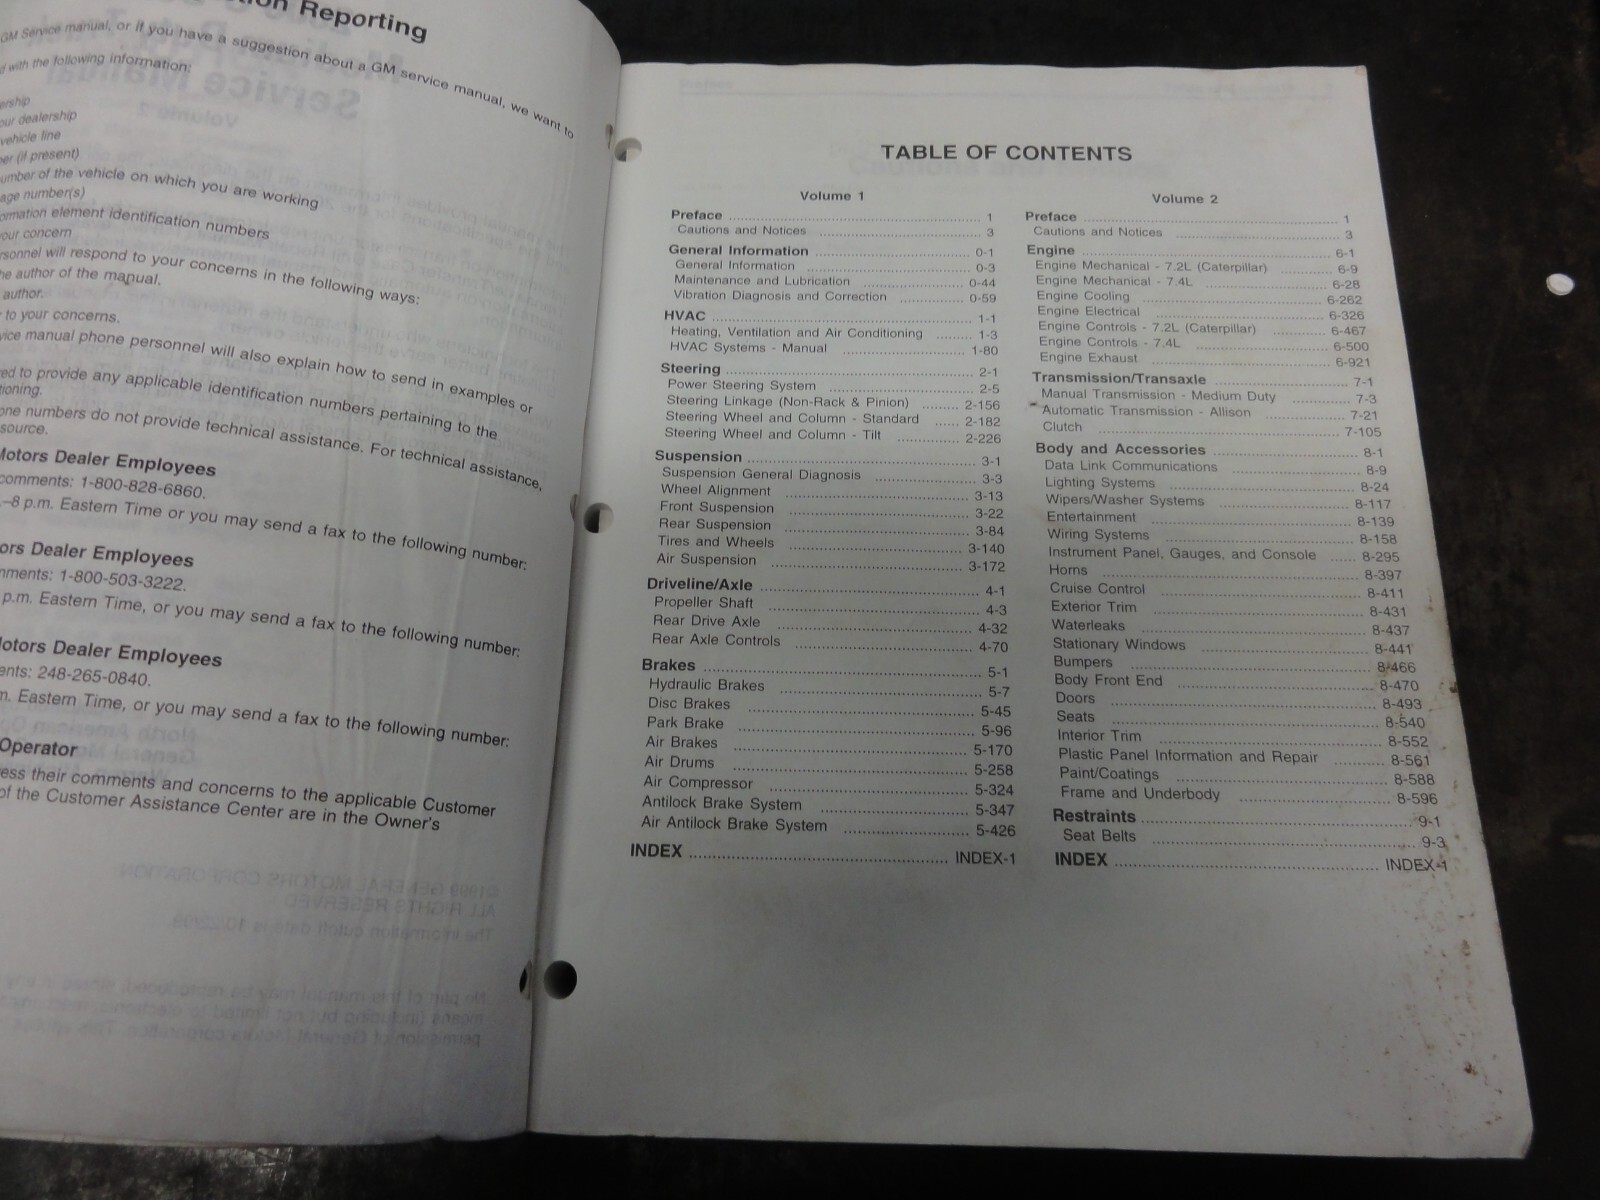 tion Reporting
GM Service manual, or if you have a suggestion about a GM service manual, we want to
with the following information:
dealership
vehicle line
(if present)
number of the vehicle on which you are working
number(s)
element identification numbers
your concern
will respond to your concerns in the following ways:
author of the manual.
author.
to your concerns.
manual phone personnel will also explain how to send in examples or
to provide any applicable identification numbers pertaining to the
numbers do not provide technical assistance. For technical assistance,
source.
Motors Dealer Employees
comments: 1-800-828-6860.
–8 p.m. Eastern Time or you may send a fax to the following number:
ors Dealer Employees
mments: 1-800-503-3222.
p.m. Eastern Time, or you may send a fax to the following number:
Motors Dealer Employees
ents: 248-265-0840.
m. Eastern Time, or you may send a fax to the following number:
Operator
ess their comments and concerns to the applicable Customer
of the Customer Assistance Center are in the Owner's
TABLE OF CONTENTS
Volume 1
Preface ........ 1
Cautions and Notices ........ 3
General Information ........ 0-1
General Information ........ 0-3
Maintenance and Lubrication ........ 0-44
Vibration Diagnosis and Correction ........ 0-59
HVAC ........ 1-1
Heating, Ventilation and Air Conditioning ........ 1-3
HVAC Systems - Manual ........ 1-80
Steering ........ 2-1
Power Steering System ........ 2-5
Steering Linkage (Non-Rack & Pinion) ........ 2-156
Steering Wheel and Column - Standard ...... 2-182
Steering Wheel and Column - Tilt ........ 2-226
Suspension ........ 3-1
Suspension General Diagnosis ........ 3-3
Wheel Alignment ........ 3-13
Front Suspension ........ 3-22
Rear Suspension ........ 3-84
Tires and Wheels ........ 3-140
Air Suspension ........ 3-172
Driveline/Axle ........ 4-1
Propeller Shaft ........ 4-3
Rear Drive Axle ........ 4-32
Rear Axle Controls ........ 4-70
Brakes ........ 5-1
Hydraulic Brakes ........ 5-7
Disc Brakes ........ 5-45
Park Brake ........ 5-96
Air Brakes ........ 5-170
Air Drums ........ 5-258
Air Compressor ........ 5-324
Antilock Brake System ........ 5-347
Air Antilock Brake System ........ 5-426
INDEX ........ INDEX-1
Volume 2
Preface ........ 1
Cautions and Notices ........ 3
Engine ........ 6-1
Engine Mechanical - 7.2L (Caterpillar) ........ 6-9
Engine Mechanical - 7.4L ........ 6-28
Engine Cooling ........ 6-262
Engine Electrical ........ 6-326
Engine Controls - 7.2L (Caterpillar) ........ 6-467
Engine Controls - 7.4L ........ 6-500
Engine Exhaust ........ 6-921
Transmission/Transaxle ........ 7-1
Manual Transmission - Medium Duty ........ 7-3
Automatic Transmission - Allison ........ 7-21
Clutch ........ 7-105
Body and Accessories ........ 8-1
Data Link Communications ........ 8-9
Lighting Systems ........ 8-24
Wipers/Washer Systems ........ 8-117
Entertainment ........ 8-139
Wiring Systems ........ 8-158
Instrument Panel, Gauges, and Console ...... 8-295
Horns ........ 8-397
Cruise Control ........ 8-411
Exterior Trim ........ 8-431
Waterleaks ........ 8-437
Stationary Windows ........ 8-441
Bumpers ........ 8-466
Body Front End ........ 8-470
Doors ........ 8-493
Seats ........ 8-540
Interior Trim ........ 8-552
Plastic Panel Information and Repair ........ 8-561
Paint/Coatings ........ 8-588
Frame and Underbody ........ 8-596
Restraints ........ 9-1
Seat Belts ........ 9-3
INDEX ........ INDEX-1